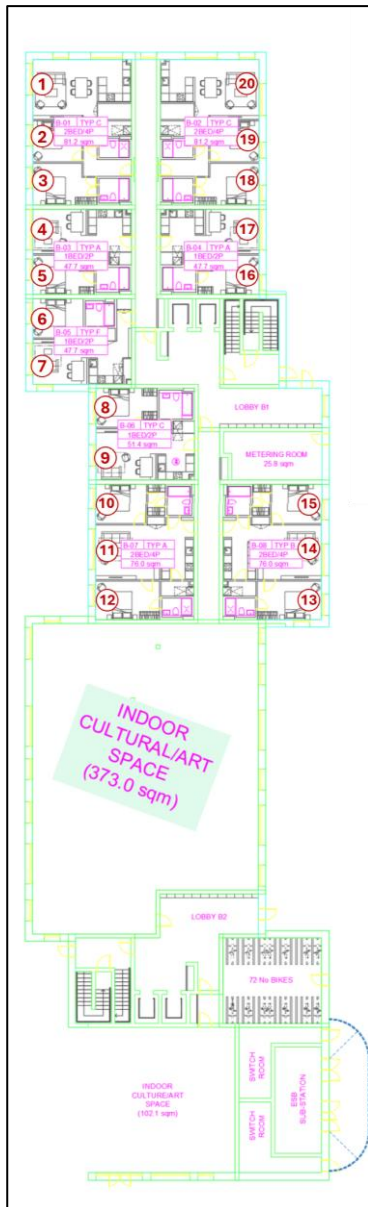 1
20
B-01 TYP C
2BED/4P
81.2 sqm
B-02 TYP C
2BED/4P
81.2 sqm
2
19
3
18
4
17
B-03 TYP A
1BED/2P
47.7 sqm
B-04 TYP A
1BED/2P
47.7 sqm
5
16
6
B-05 TYP F
1BED/2P
47.7 sqm
7
8
LOBBY B1
B-06 TYP C
1BED/2P
51.4 sqm
9
METERING ROOM
25.8 sqm
10
15
11
B-07 TYP A
2BED/4P
76.0 sqm
B-08 TYP B
2BED/4P
76.0 sqm
14
12
13
INDOOR
CULTURAL/ART
SPACE
(373.0 sqm)
LOBBY B2
72 No BIKES
INDOOR
CULTURE/ART
SPACE
(102.1 sqm)
SWITCH
ROOM
SWITCH
ROOM
ESB
SUB-STATION